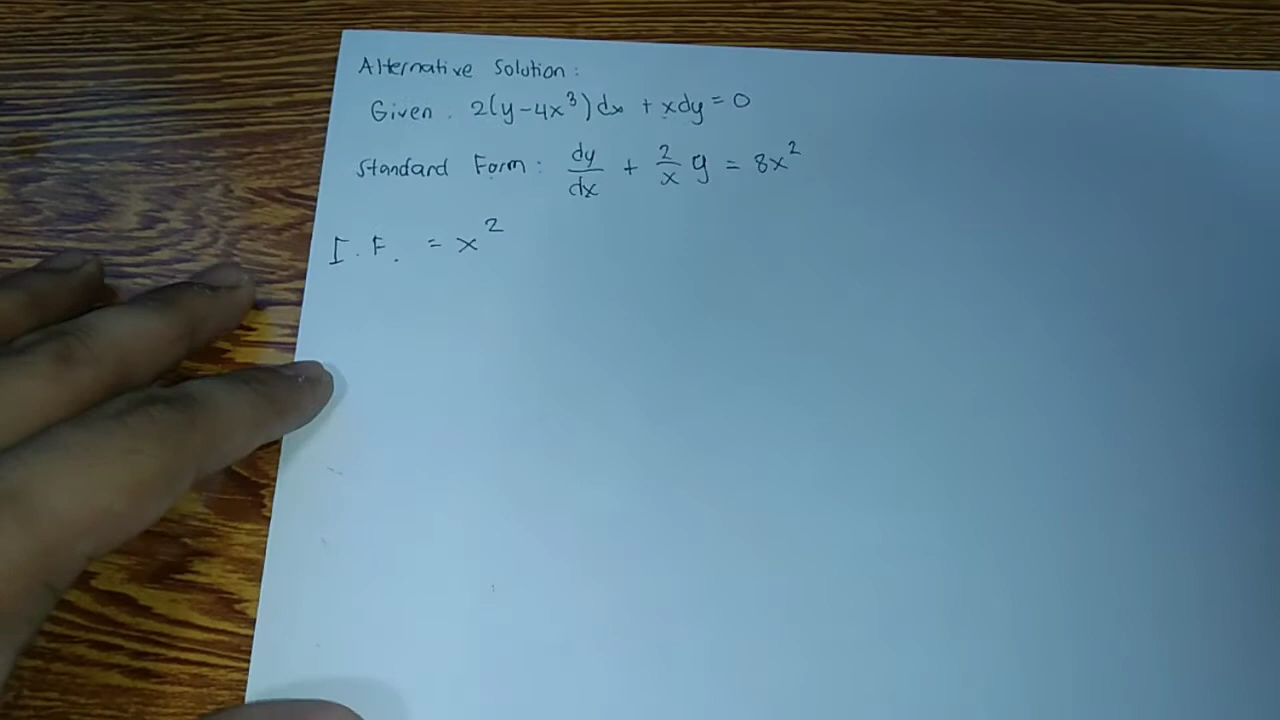 Alternative Solution:
Given. 2(y-4x³)dx + xdy = 0
Standard Form: dy/dx + 2/x y = 8x²
I.F. = x²